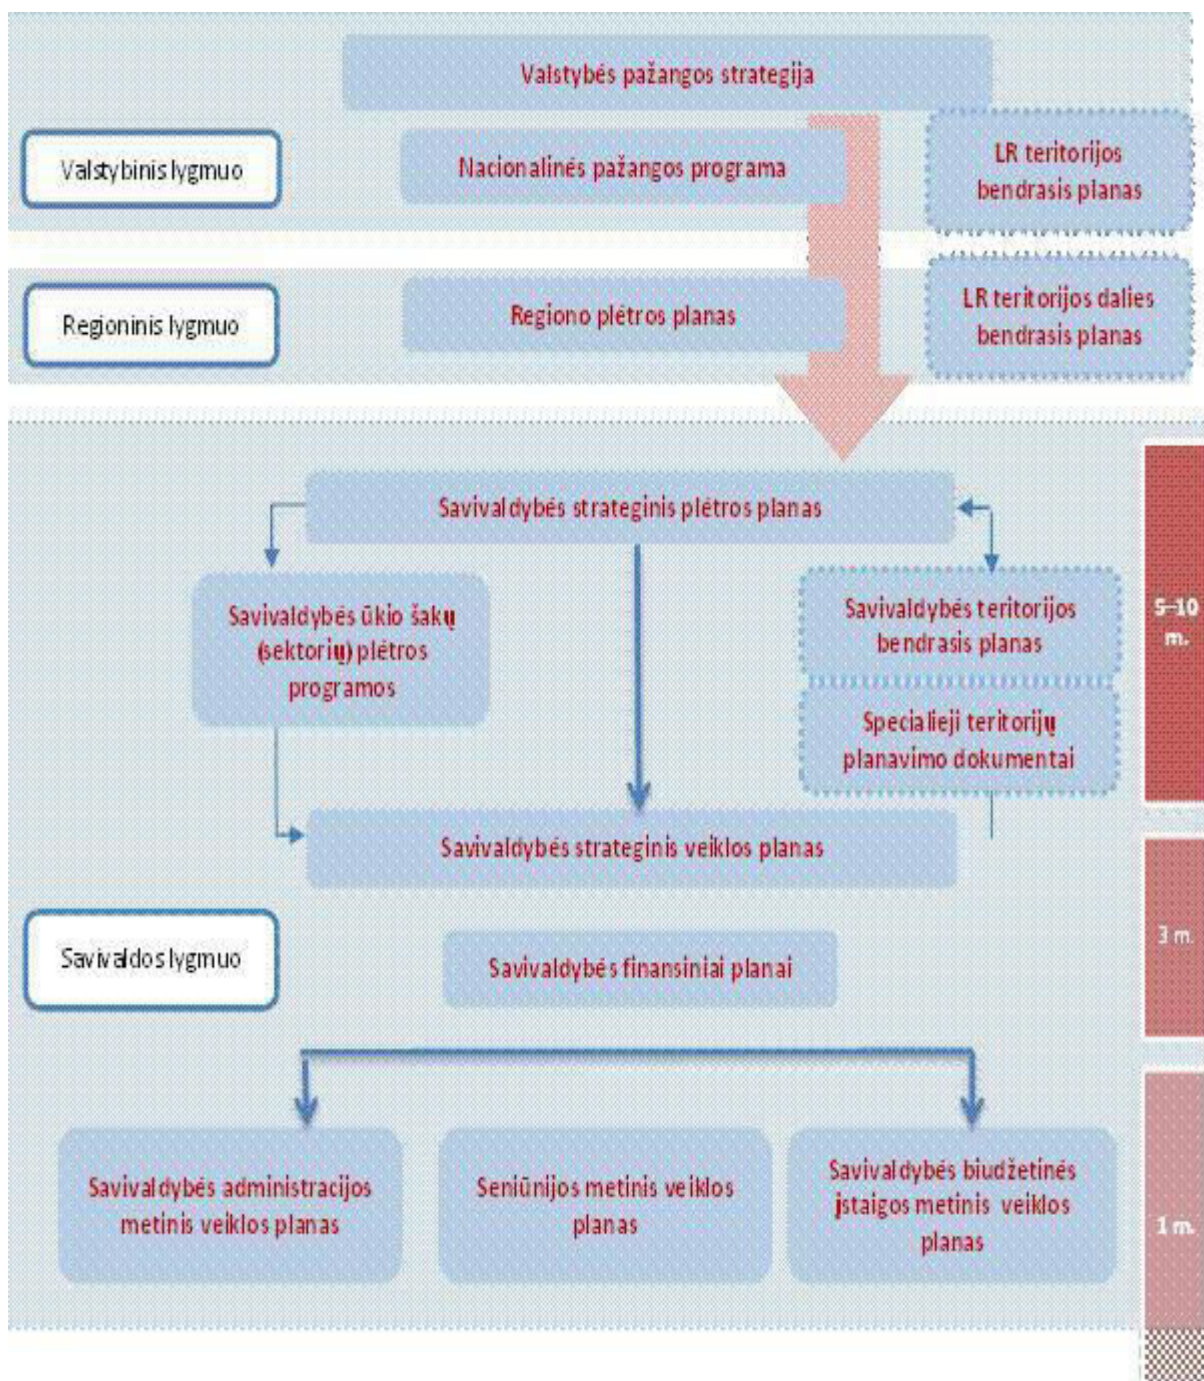 Valstybės pažangos strategija
Valstybinis lygmuo
Nacionalinės pažangos programa
LR teritorijos
bendrasis planas
Regioninis lygmuo
Regiono plėtros planas
LR teritorijos dalies
bendrasis planas
Savivaldybės strateginis plėtros planas
Savivaldybės ūkio šakų
(sektorių) plėtros
programos
Savivaldybės teritorijos
bendrasis planas
5–10
m.
Specialieji teritorijų
planavimo dokumentai
Savivaldybės strateginis veiklos planas
Savivaldos lygmuo
Savivaldybės finansiniai planai
3 m.
Savivaldybės administracijos
metinis veiklos planas
Seniūnijos metinis veiklos
planas
Savivaldybės biudžetinės
įstaigos metinis veiklos
planas
1 m.